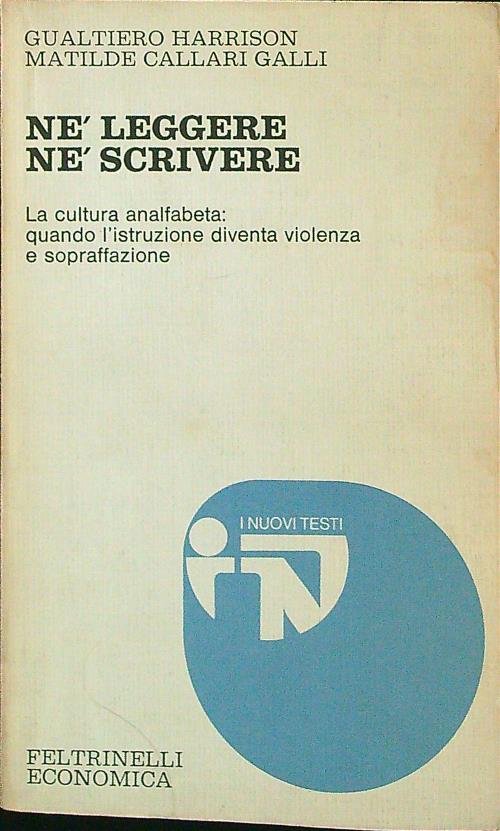 GUALTIERO HARRISON
MATILDE CALLARI GALLI
NE' LEGGERE
NE' SCRIVERE
La cultura analfabeta:
quando l'istruzione diventa violenza
e sopraffazione
I NUOVI TESTI
FELTRINELLI
ECONOMICA